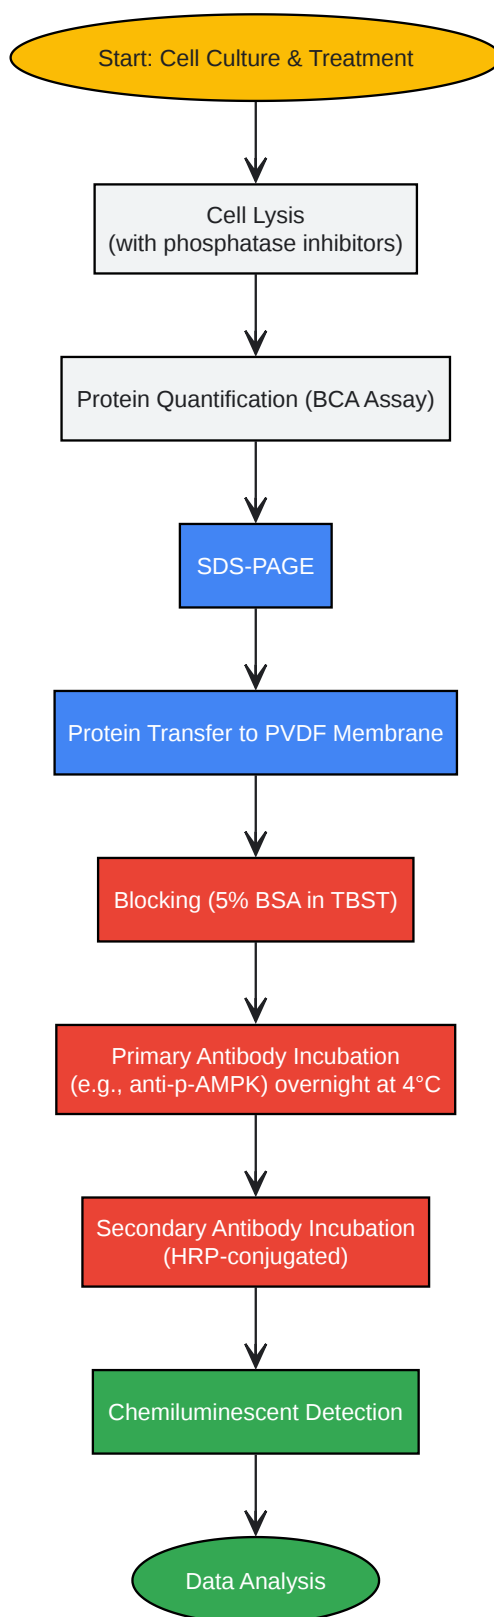 Start: Cell Culture & Treatment
Cell Lysis
(with phosphatase inhibitors)
Protein Quantification (BCA Assay)
SDS-PAGE
Protein Transfer to PVDF Membrane
Blocking (5% BSA in TBST)
Primary Antibody Incubation
(e.g., anti-p-AMPK) overnight at 4°C
Secondary Antibody Incubation
(HRP-conjugated)
Chemiluminescent Detection
Data Analysis